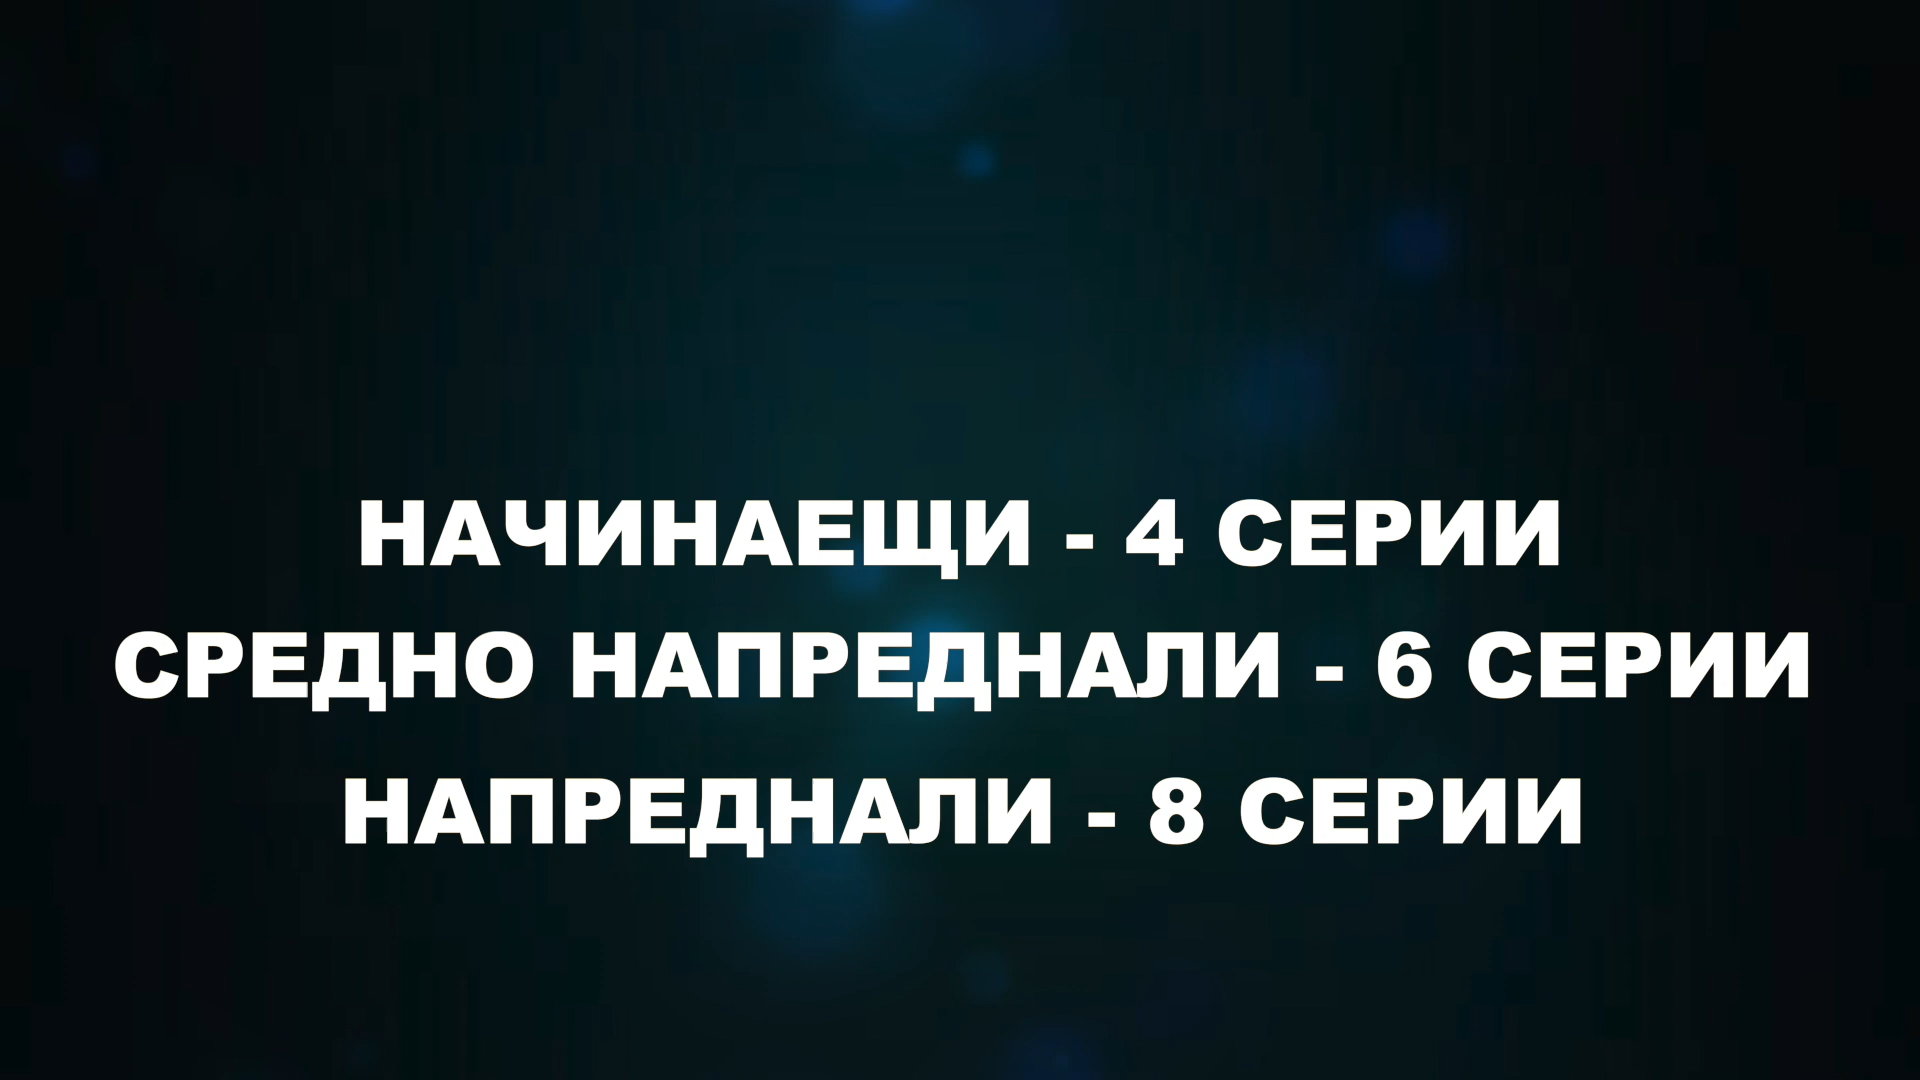 НАЧИНАЕЩИ - 4 СЕРИИ
СРЕДНО НАПРЕДНАЛИ - 6 СЕРИИ
НАПРЕДНАЛИ - 8 СЕРИИ